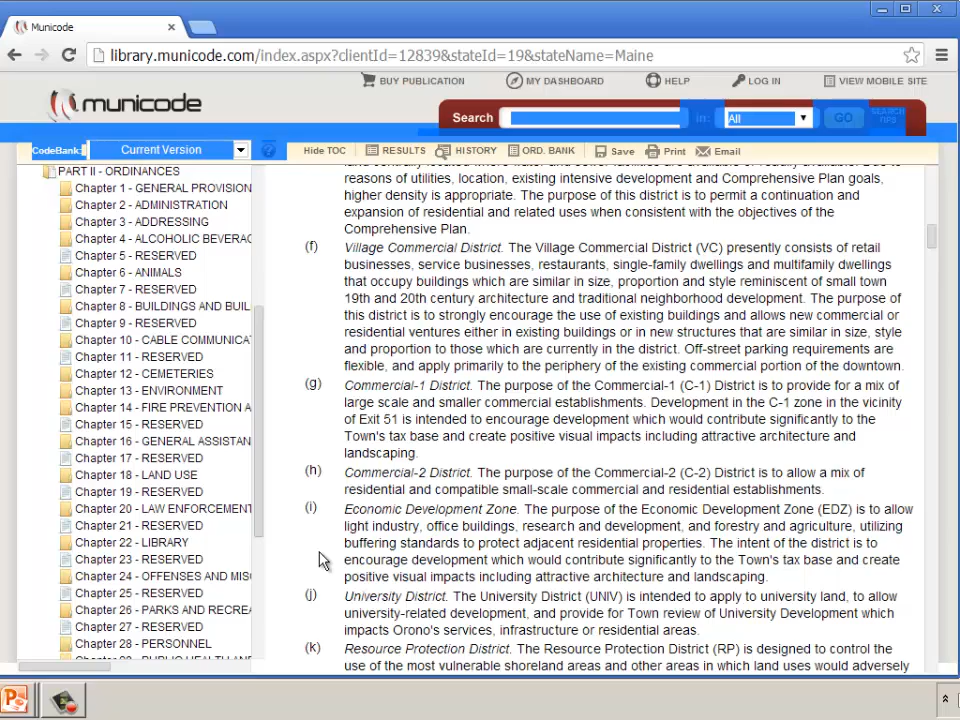 Municode
library.municode.com/index.aspx?clientId=12839&stateId=19&stateName=Maine
BUY PUBLICATION MY DASHBOARD HELP LOG IN VIEW MOBILE SITE
municode
Search in: All GO SEARCH TIPS
CodeBank: Current Version Hide TOC RESULTS HISTORY ORD. BANK Save Print Email
PART II - ORDINANCES
Chapter 1 - GENERAL PROVISION
Chapter 2 - ADMINISTRATION
Chapter 3 - ADDRESSING
Chapter 4 - ALCOHOLIC BEVERAG
Chapter 5 - RESERVED
Chapter 6 - ANIMALS
Chapter 7 - RESERVED
Chapter 8 - BUILDINGS AND BUIL
Chapter 9 - RESERVED
Chapter 10 - CABLE COMMUNICA
Chapter 11 - RESERVED
Chapter 12 - CEMETERIES
Chapter 13 - ENVIRONMENT
Chapter 14 - FIRE PREVENTION A
Chapter 15 - RESERVED
Chapter 16 - GENERAL ASSISTAN
Chapter 17 - RESERVED
Chapter 18 - LAND USE
Chapter 19 - RESERVED
Chapter 20 - LAW ENFORCEMENT
Chapter 21 - RESERVED
Chapter 22 - LIBRARY
Chapter 23 - RESERVED
Chapter 24 - OFFENSES AND MIS
Chapter 25 - RESERVED
Chapter 26 - PARKS AND RECREA
Chapter 27 - RESERVED
Chapter 28 - PERSONNEL
reasons of utilities, location, existing intensive development and Comprehensive Plan goals,
higher density is appropriate. The purpose of this district is to permit a continuation and
expansion of residential and related uses when consistent with the objectives of the
Comprehensive Plan.
(f) Village Commercial District. The Village Commercial District (VC) presently consists of retail
businesses, service businesses, restaurants, single-family dwellings and multifamily dwellings
that occupy buildings which are similar in size, proportion and style reminiscent of small town
19th and 20th century architecture and traditional neighborhood development. The purpose of
this district is to strongly encourage the use of existing buildings and allows new commercial or
residential ventures either in existing buildings or in new structures that are similar in size, style
and proportion to those which are currently in the district. Off-street parking requirements are
flexible, and apply primarily to the periphery of the existing commercial portion of the downtown.
(g) Commercial-1 District. The purpose of the Commercial-1 (C-1) District is to provide for a mix of
large scale and smaller commercial establishments. Development in the C-1 zone in the vicinity
of Exit 51 is intended to encourage development which would contribute significantly to the
Town's tax base and create positive visual impacts including attractive architecture and
landscaping.
(h) Commercial-2 District. The purpose of the Commercial-2 (C-2) District is to allow a mix of
residential and compatible small-scale commercial and residential establishments.
(i) Economic Development Zone. The purpose of the Economic Development Zone (EDZ) is to allow
light industry, office buildings, research and development, and forestry and agriculture, utilizing
buffering standards to protect adjacent residential properties. The intent of the district is to
encourage development which would contribute significantly to the Town's tax base and create
positive visual impacts including attractive architecture and landscaping.
(j) University District. The University District (UNIV) is intended to apply to university land, to allow
university-related development, and provide for Town review of University Development which
impacts Orono's services, infrastructure or residential areas.
(k) Resource Protection District. The Resource Protection District (RP) is designed to control the
use of the most vulnerable shoreland areas and other areas in which land uses would adversely